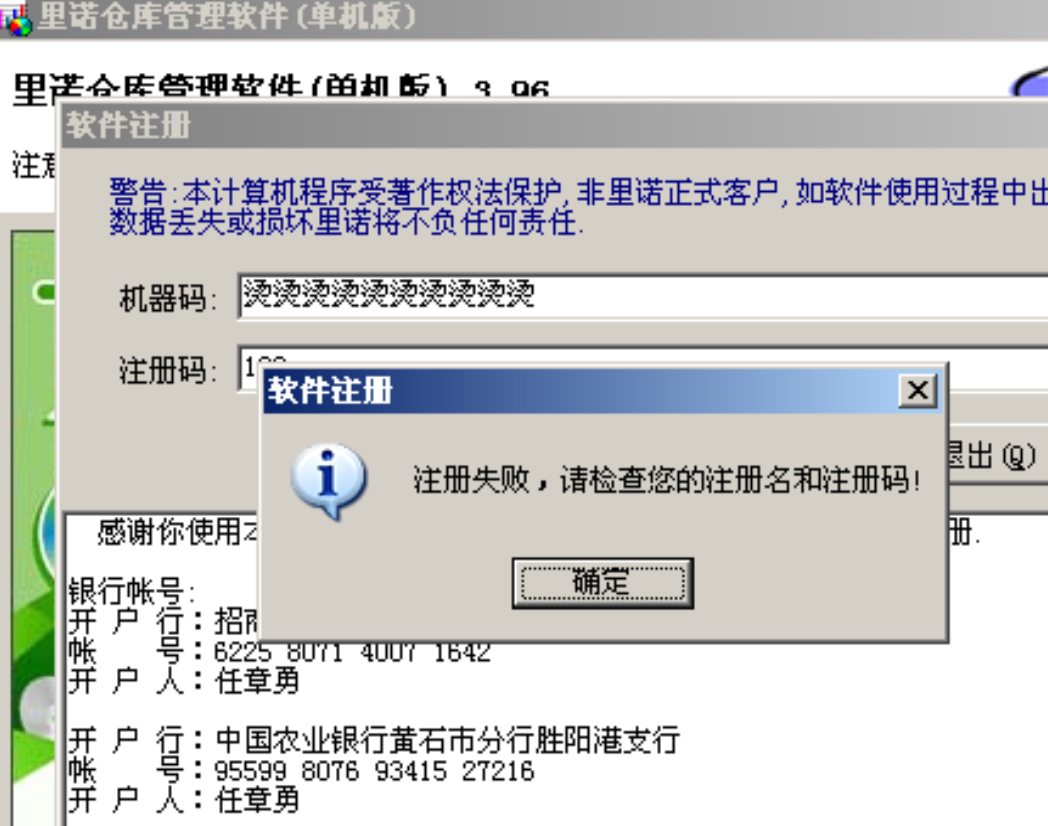 里诺仓库管理软件(单机版)
里诺仓库管理软件(单机版) 3.96
软件注册
注意
警告:本计算机程序受著作权法保护,非里诺正式客户,如软件使用过程中出
数据丢失或损坏里诺将不负任何责任.
机器码: 烫烫烫烫烫烫烫烫烫烫
注册码:
软件注册
注册失败，请检查您的注册名和注册码!
退出(Q)
确定
感谢你使用
册.
银行帐号:
开 户 行：招商
帐 号：6225 8071 4007 1642
开 户 人：任章勇
开 户 行：中国农业银行黄石市分行胜阳港支行
帐 号：95599 8076 93415 27216
开 户 人：任章勇